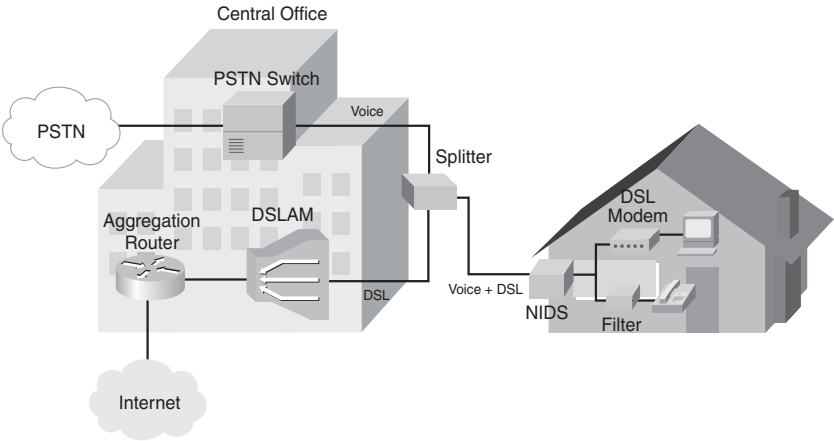 Central Office
PSTN Switch
Voice
PSTN
Splitter
DSL
Modem
Aggregation
Router
DSLAM
DSL
Voice + DSL
NIDS
Filter
Internet